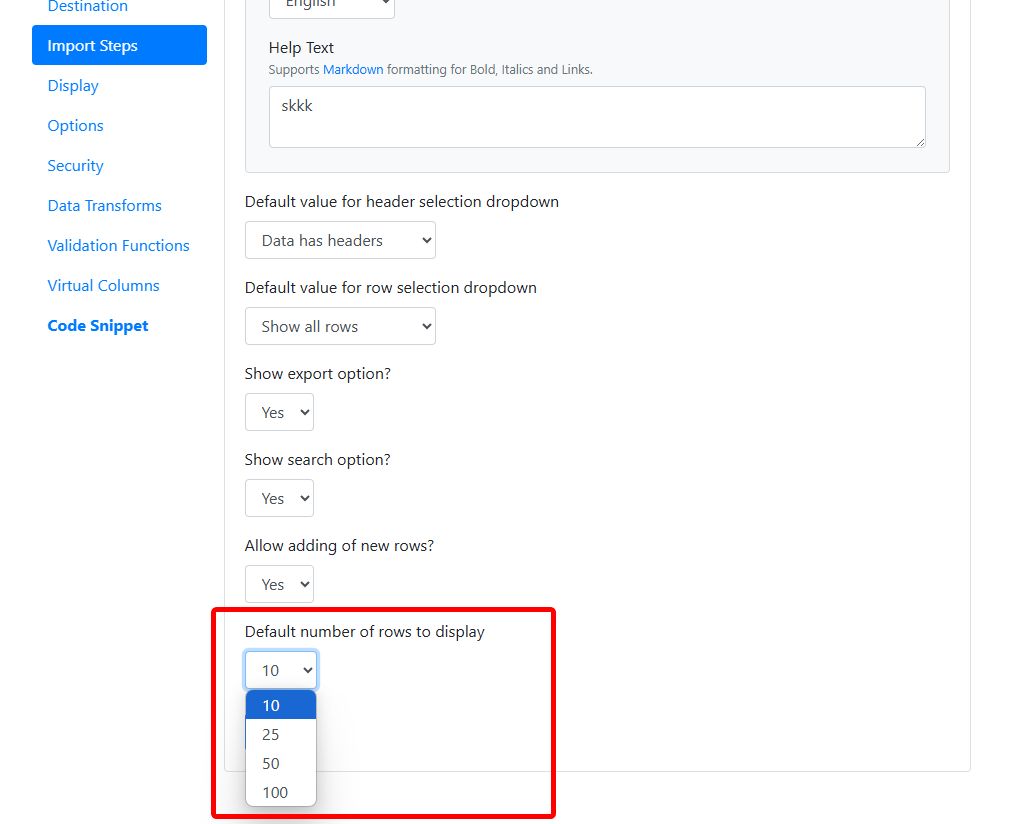 Destination
Import Steps
Display
Options
Security
Data Transforms
Validation Functions
Virtual Columns
Code Snippet
English
Help Text
Supports Markdown formatting for Bold, Italics and Links.
skkk
Default value for header selection dropdown
Data has headers
Default value for row selection dropdown
Show all rows
Show export option?
Yes
Show search option?
Yes
Allow adding of new rows?
Yes
Default number of rows to display
10
10
25
50
100